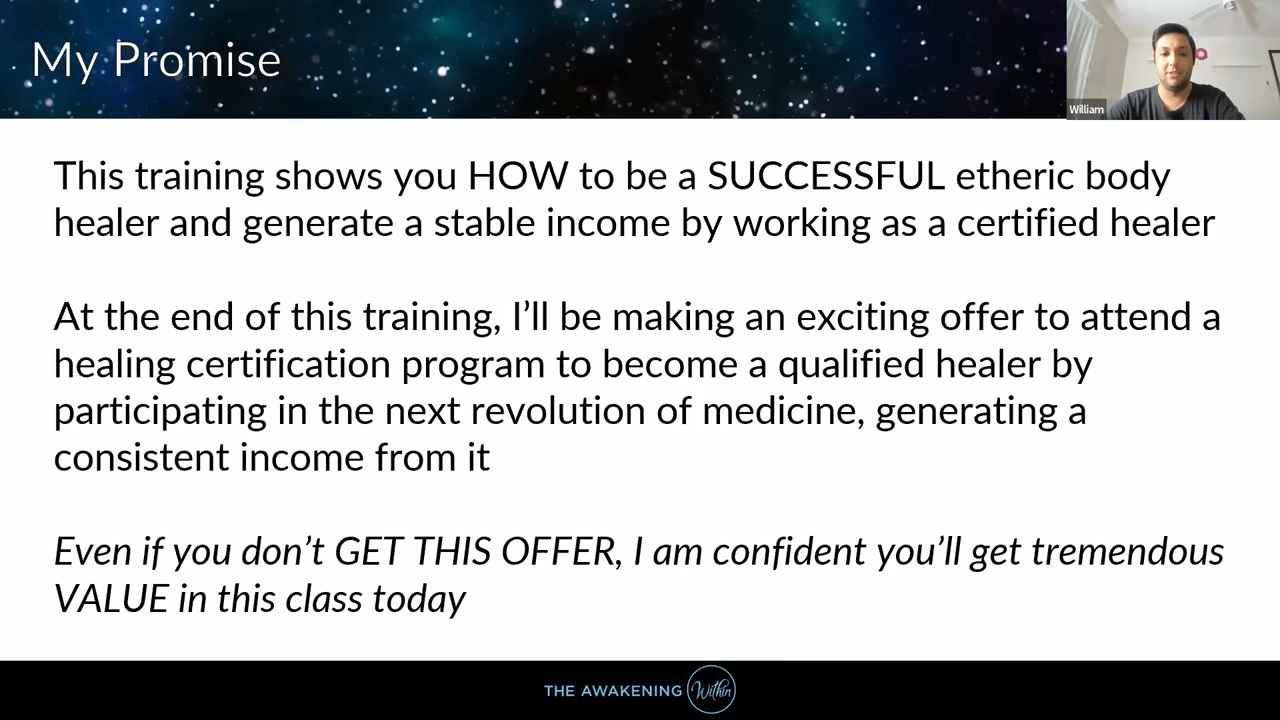 My Promise
William
This training shows you HOW to be a SUCCESSFUL etheric body
healer and generate a stable income by working as a certified healer
At the end of this training, I’ll be making an exciting offer to attend a
healing certification program to become a qualified healer by
participating in the next revolution of medicine, generating a
consistent income from it
Even if you don’t GET THIS OFFER, I am confident you’ll get tremendous
VALUE in this class today
THE AWAKENING Within